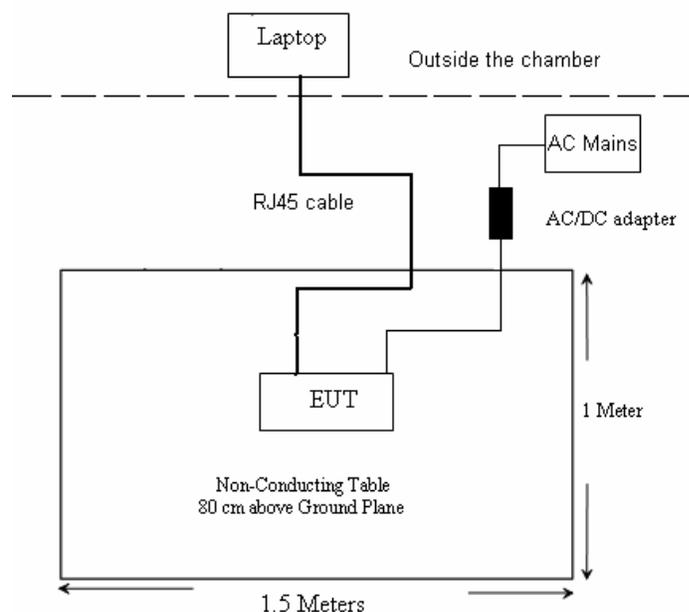 Laptop
Outside the chamber
AC Mains
RJ45 cable
AC/DC adapter
EUT
1 Meter
Non-Conducting Table
80 cm above Ground Plane
1.5 Meters